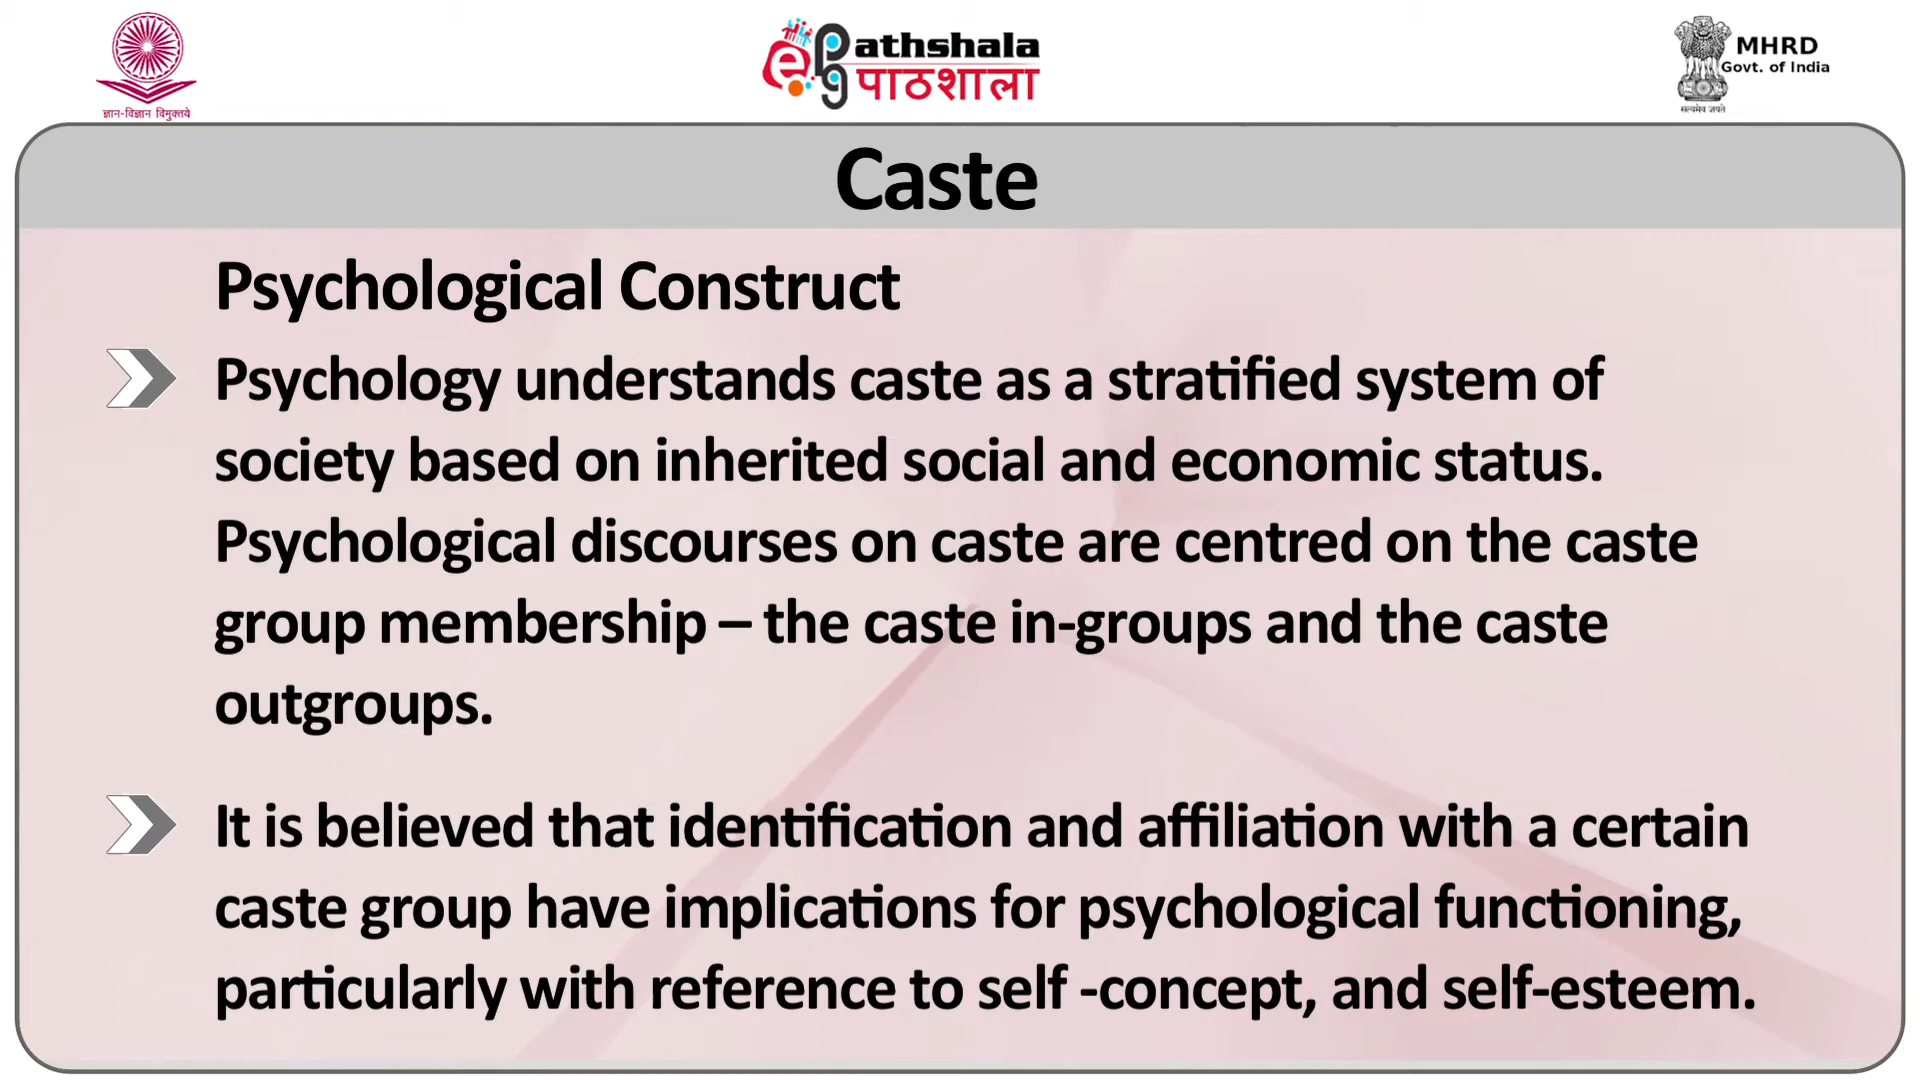 ज्ञान-विज्ञान विमुक्तये
ePathshala
पाठशाला
MHRD
Govt. of India
सत्यमेव जयते
Caste
Psychological Construct
Psychology understands caste as a stratified system of
society based on inherited social and economic status.
Psychological discourses on caste are centred on the caste
group membership – the caste in-groups and the caste
outgroups.
It is believed that identification and affiliation with a certain
caste group have implications for psychological functioning,
particularly with reference to self -concept, and self-esteem.